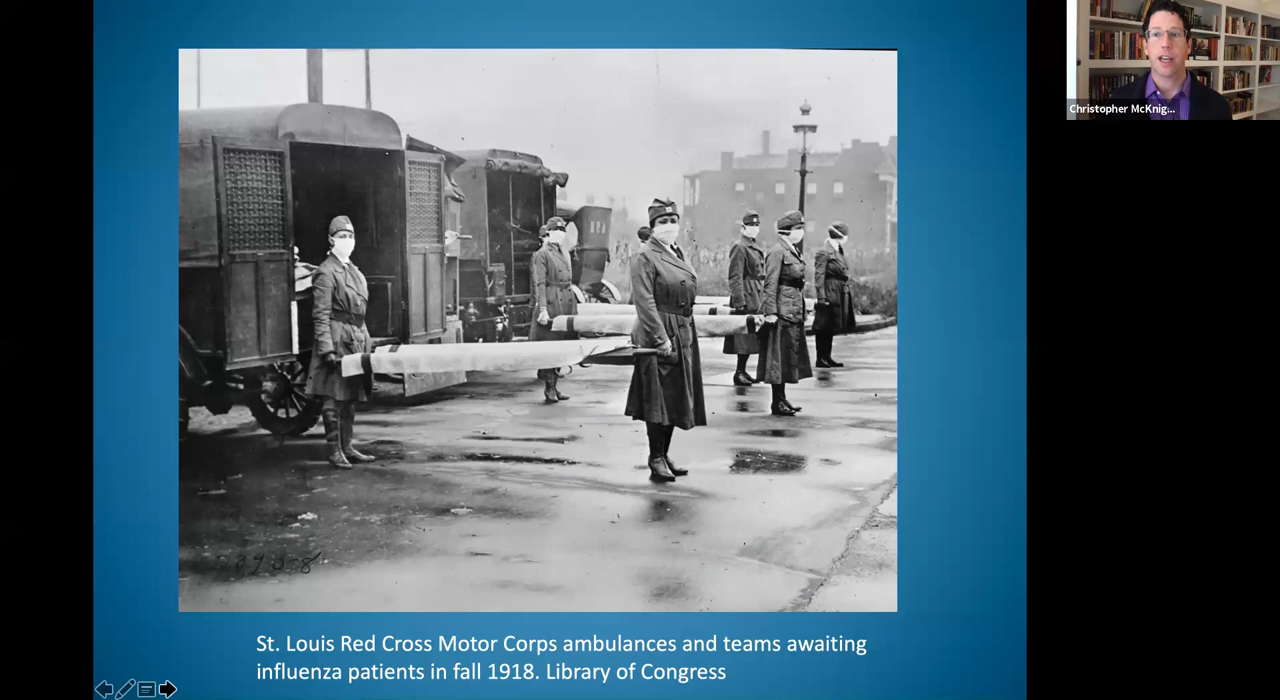 Christopher McKnig...
St. Louis Red Cross Motor Corps ambulances and teams awaiting
influenza patients in fall 1918. Library of Congress